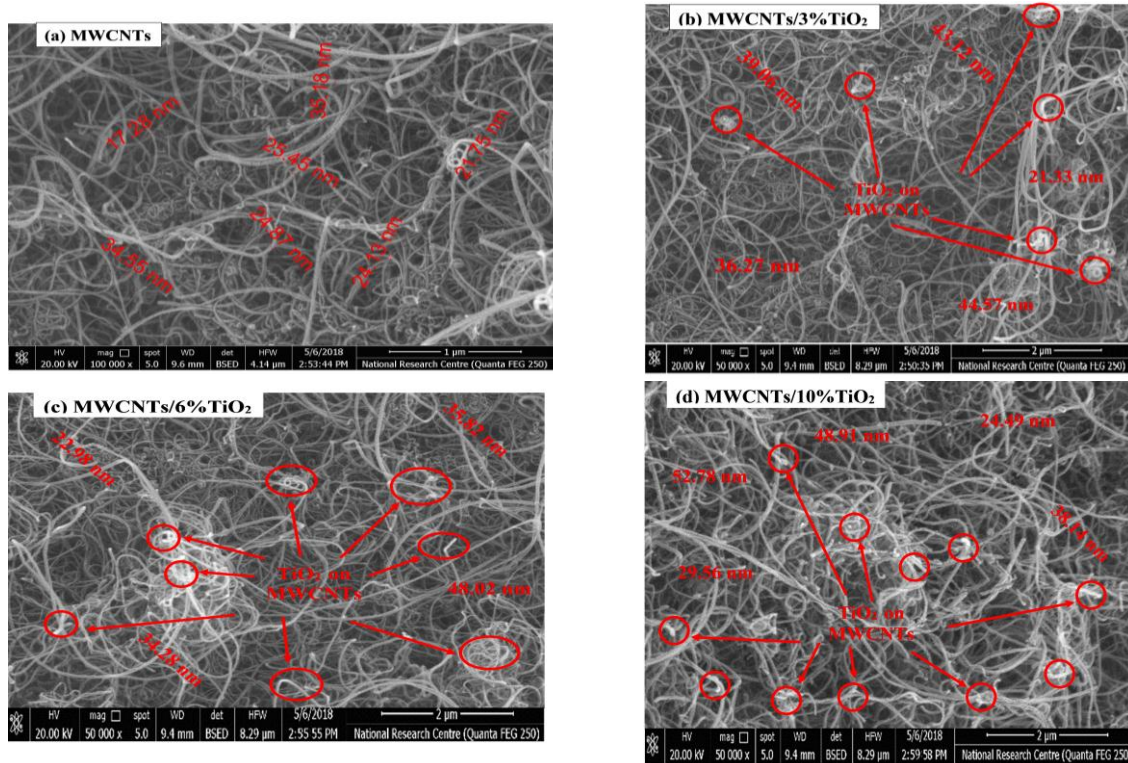 (a) MWCNTs
35.18 nm
17.28 nm
25.45 nm
21.75 nm
24.87 nm
28.13 nm
34.55 nm
HV mag □ spot WD det HFW 5/6/2018 1 µm
20.00 kV 100 000 x 5.0 9.6 mm BSED 4.14 µm 2:53:44 PM National Research Centre (Quanta FEG 250)
(b) MWCNTs/3%TiO₂
43.12 nm
39.06 nm
21.33 nm
TiO₂ on
MWCNTs
36.27 nm
44.57 nm
HV mag □ spot WD det HFW 5/6/2018 2 µm
20.00 kV 50 000 x 5.0 9.4 mm BSED 8.29 µm 2:50:35 PM National Research Centre (Quanta FEG 250)
(c) MWCNTs/6%TiO₂
35.82 nm
32.98 nm
TiO₂ on
MWCNTs
48.02 nm
34.28 nm
HV mag □ spot WD det HFW 5/6/2018 2 µm
20.00 kV 50 000 x 5.0 9.4 mm BSED 8.29 µm 2:55:55 PM National Research Centre (Quanta FEG 250)
(d) MWCNTs/10%TiO₂
24.49 nm
48.91 nm
52.78 nm
38.14 nm
29.56 nm
TiO₂ on
MWCNTs
HV mag □ spot WD det HFW 5/6/2018 2 µm
20.00 kV 50 000 x 5.0 9.4 mm BSED 8.29 µm 2:59:58 PM National Research Centre (Quanta FEG 250)